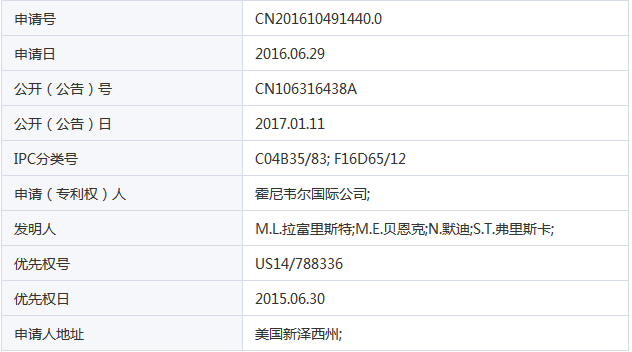 申请号 CN201610491440.0
申请日 2016.06.29
公开（公告）号 CN106316438A
公开（公告）日 2017.01.11
IPC分类号 C04B35/83; F16D65/12
申请（专利权）人 霍尼韦尔国际公司;
发明人 M.L.拉富里斯特;M.E.贝恩克;N.默迪;S.T.弗里斯卡;
优先权号 US14/788336
优先权日 2015.06.30
申请人地址 美国新泽西州;